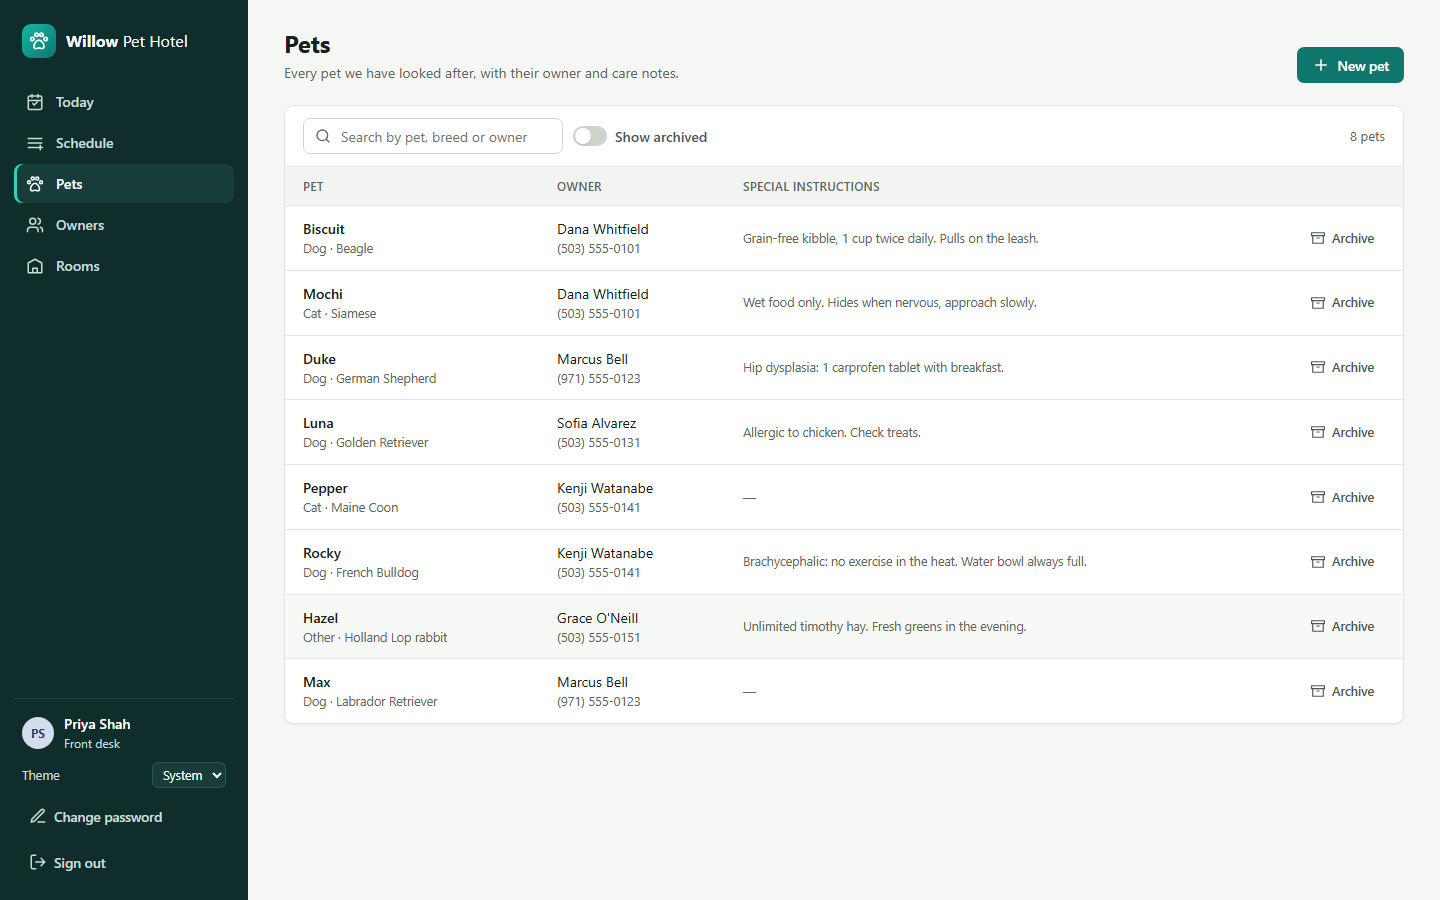 Willow Pet Hotel
Today
Schedule
Pets
Owners
Rooms
Pets
Every pet we have looked after, with their owner and care notes.
New pet
Search by pet, breed or owner
Show archived
8 pets
PET OWNER SPECIAL INSTRUCTIONS
Biscuit
Dog · Beagle
Dana Whitfield
(503) 555-0101
Grain-free kibble, 1 cup twice daily. Pulls on the leash.
Archive
Mochi
Cat · Siamese
Dana Whitfield
(503) 555-0101
Wet food only. Hides when nervous, approach slowly.
Archive
Duke
Dog · German Shepherd
Marcus Bell
(971) 555-0123
Hip dysplasia: 1 carprofen tablet with breakfast.
Archive
Luna
Dog · Golden Retriever
Sofia Alvarez
(503) 555-0131
Allergic to chicken. Check treats.
Archive
Pepper
Cat · Maine Coon
Kenji Watanabe
(503) 555-0141
—
Archive
Rocky
Dog · French Bulldog
Kenji Watanabe
(503) 555-0141
Brachycephalic: no exercise in the heat. Water bowl always full.
Archive
Hazel
Other · Holland Lop rabbit
Grace O'Neill
(503) 555-0151
Unlimited timothy hay. Fresh greens in the evening.
Archive
Max
Dog · Labrador Retriever
Marcus Bell
(971) 555-0123
—
Archive
PS
Priya Shah
Front desk
Theme
System
Change password
Sign out